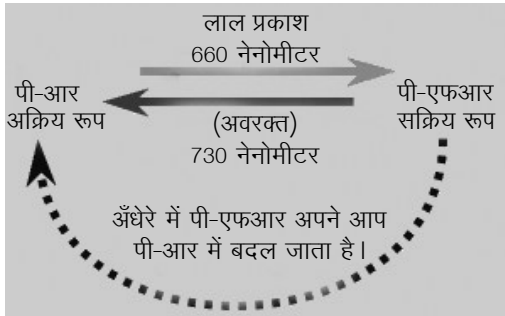 लाल प्रकाश
660 नेनोमीटर
पी-आर
अक्रिय रूप
पी-एफआर
सक्रिय रूप
(अवरक्त)
730 नेनोमीटर
अँधेरे में पी-एफआर अपने आप
पी-आर में बदल जाता है।